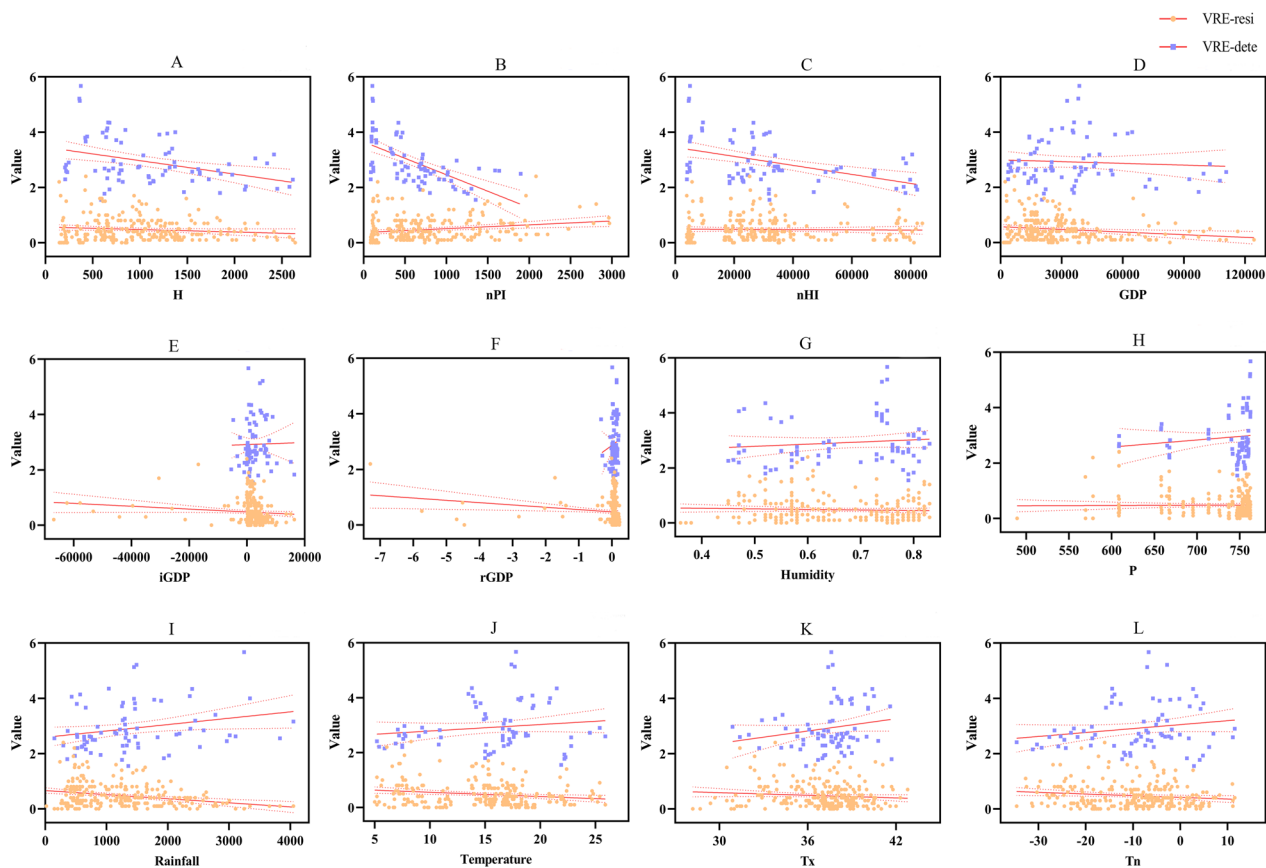 VRE-resi
VRE-dete
A
B
C
D
6
4
2
0
Value
0 500 1000 1500 2000 2500
H
6
4
2
0
Value
0 500 1000 1500 2000 2500 3000
nPI
6
4
2
0
Value
0 20000 40000 60000 80000
nHI
6
4
2
0
Value
0 30000 60000 90000 120000
GDP
E
F
G
H
6
4
2
0
Value
-60000 -40000 -20000 0 20000
iGDP
6
4
2
0
Value
-7 -6 -5 -4 -3 -2 -1 0
rGDP
6
4
2
0
Value
0.4 0.5 0.6 0.7 0.8
Humidity
6
4
2
0
Value
500 550 600 650 700 750
P
I
J
K
L
6
4
2
0
Value
0 1000 2000 3000 4000
Rainfall
6
4
2
0
Value
5 10 15 20 25
Temperature
6
4
2
0
Value
30 36 42
Tx
6
4
2
0
Value
-30 -20 -10 0 10
Tn